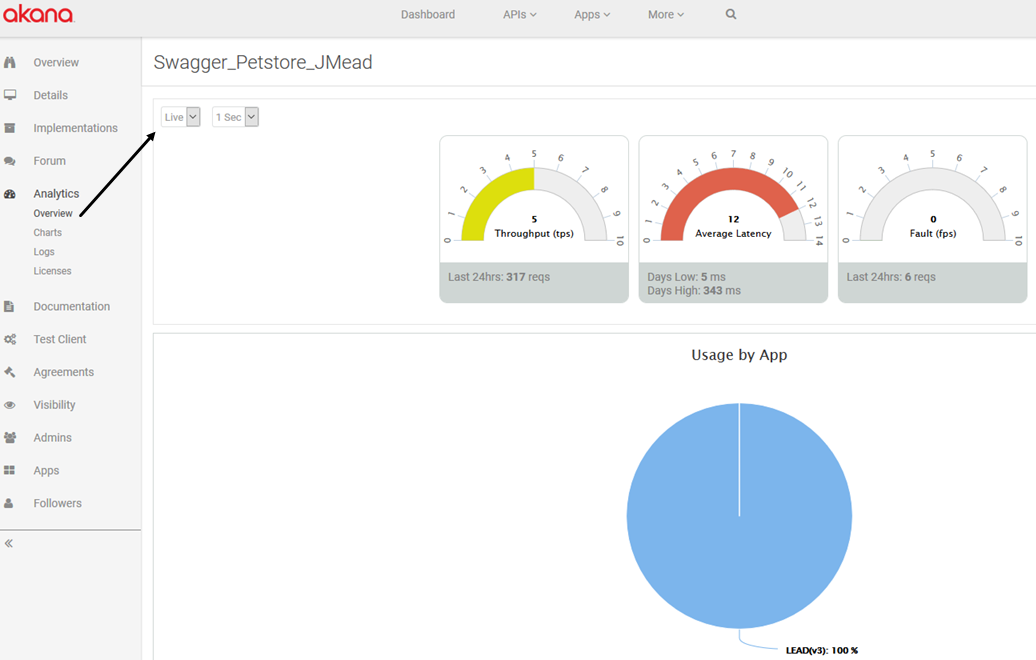 akana
Dashboard APIs Apps More
Overview
Details
Implementations
Forum
Analytics
Overview
Charts
Logs
Licenses
Documentation
Test Client
Agreements
Visibility
Admins
Apps
Followers
Swagger_Petstore_JMead
Live 1 Sec
0 1 2 3 4 5 6 7 8 9 10
5
Throughput (tps)
Last 24hrs: 317 reqs
0 1 2 3 4 5 6 7 8 9 10 11 12 13 14
12
Average Latency
Days Low: 5 ms
Days High: 343 ms
0 1 2 3 4 5 6 7 8 9 10
0
Fault (fps)
Last 24hrs: 6 reqs
Usage by App
LEAD(v3): 100 %